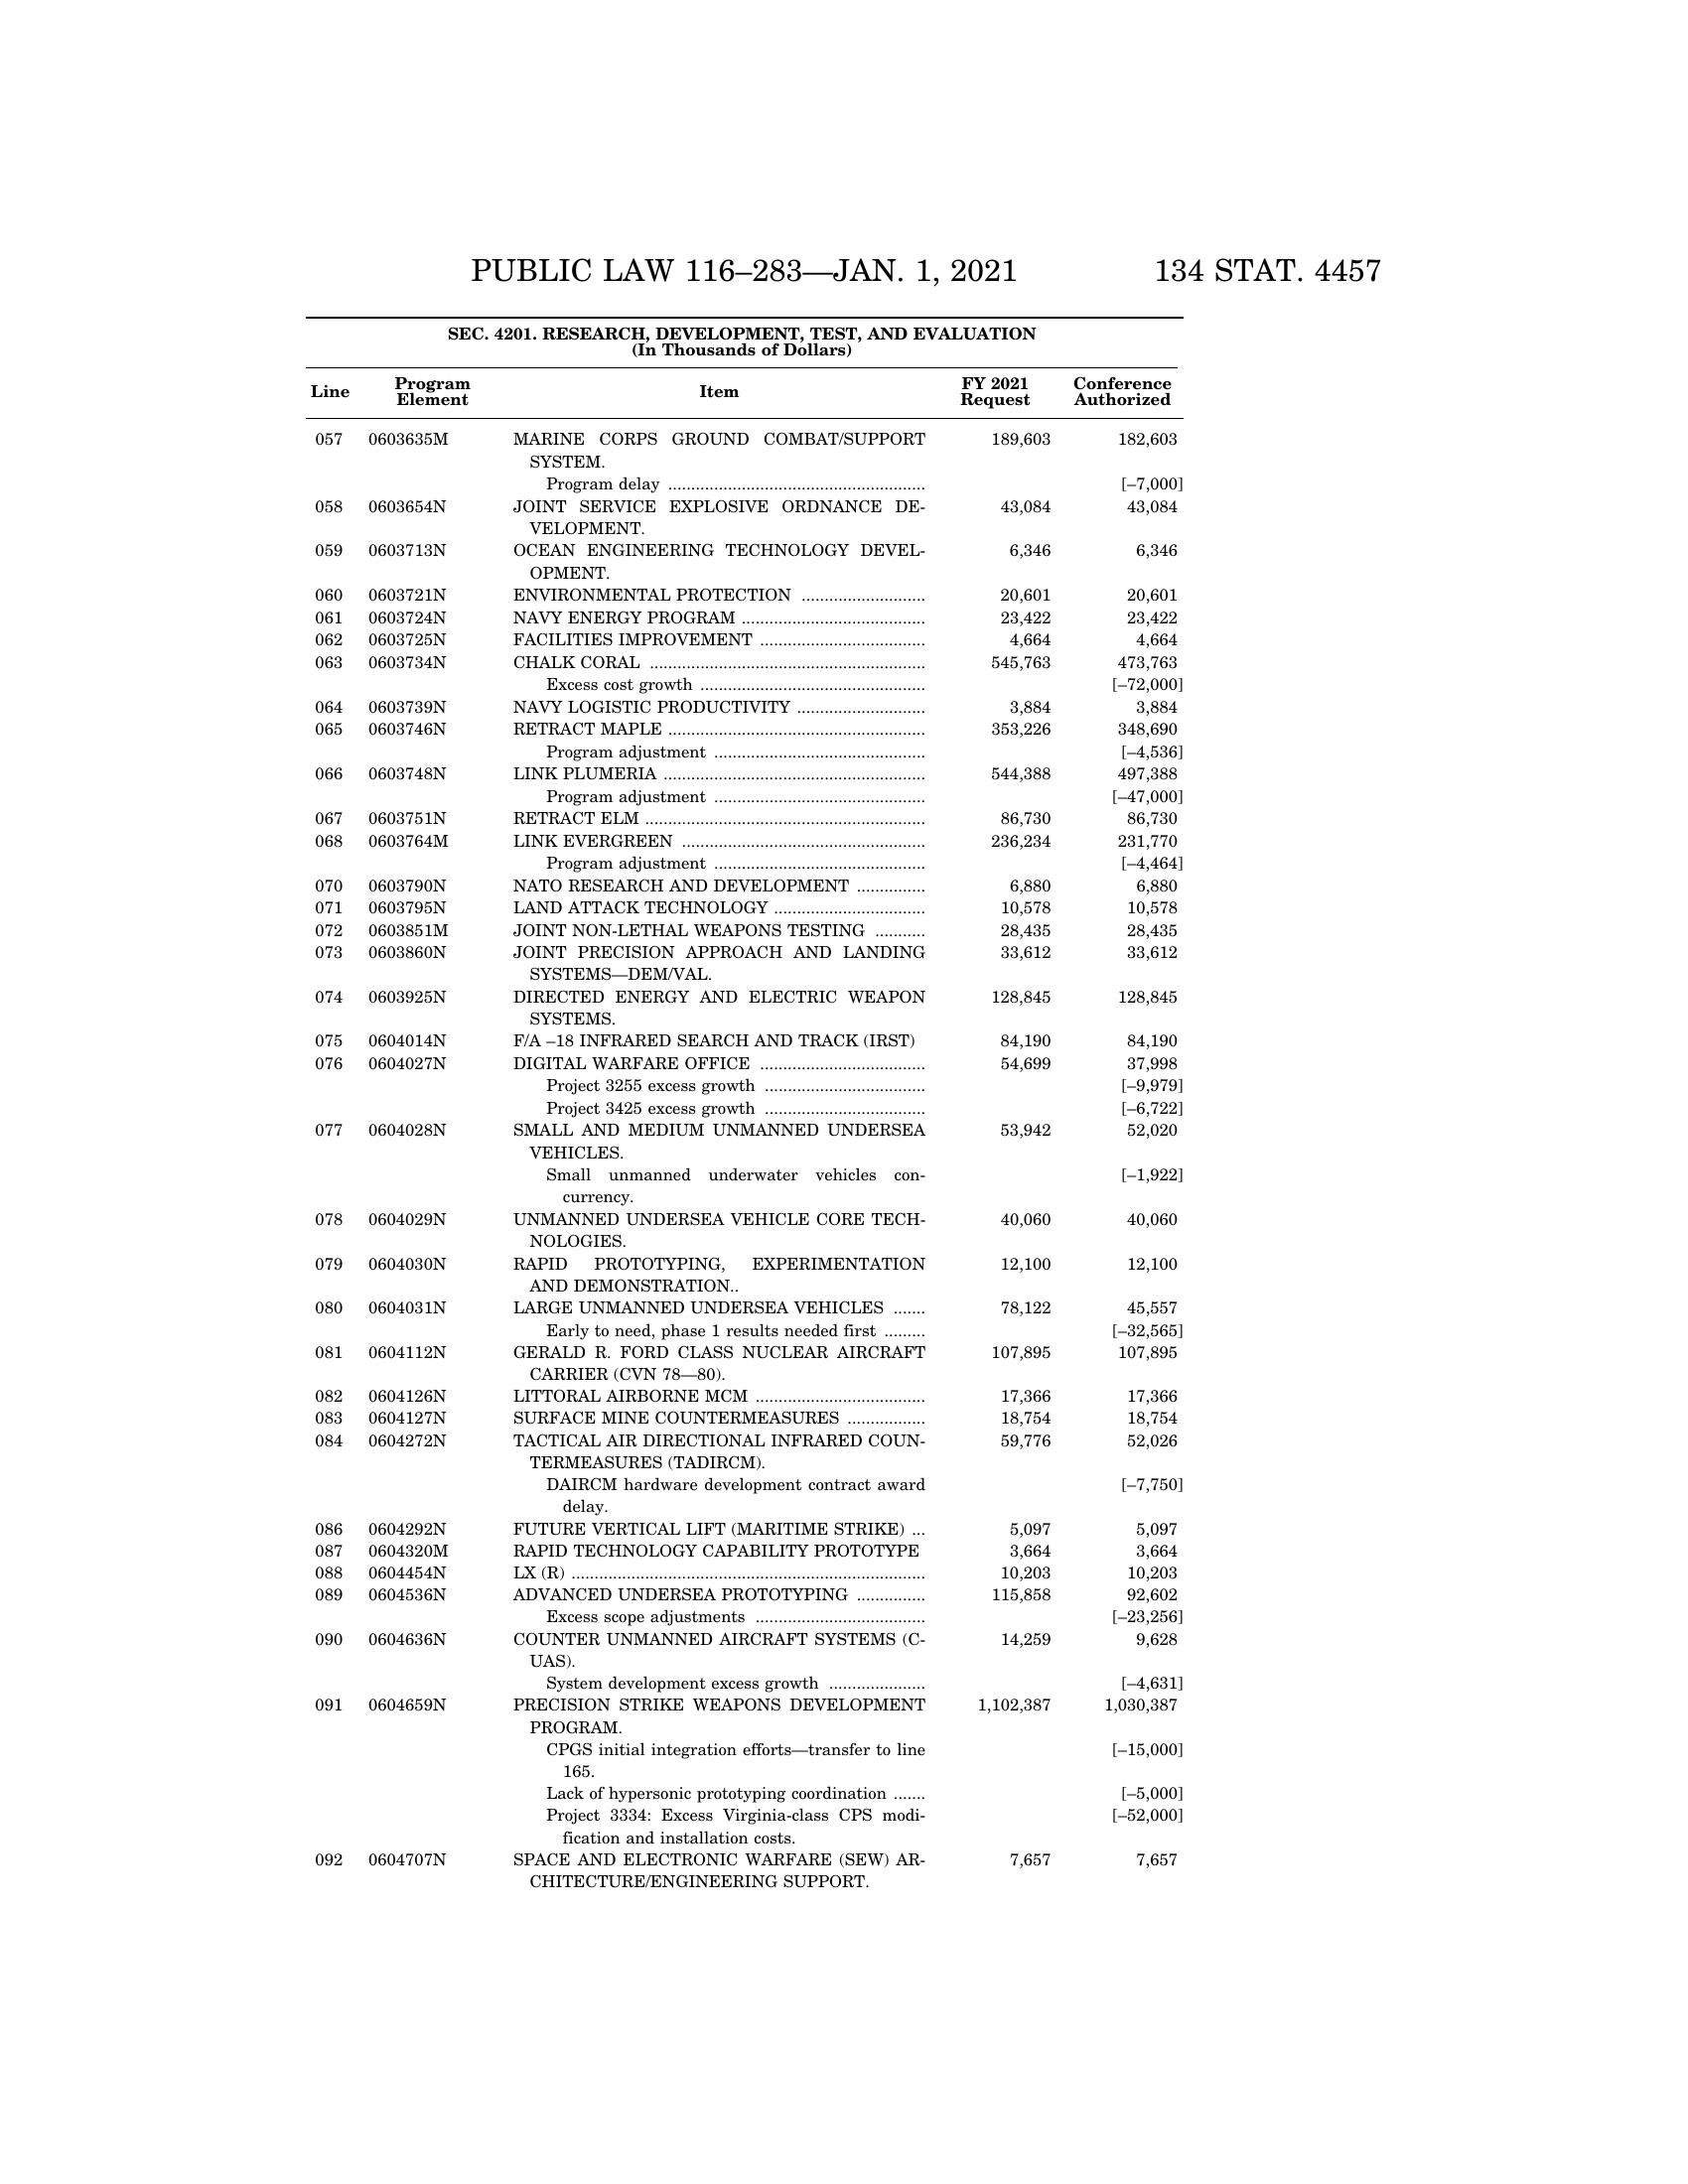 PUBLIC LAW 116–283—JAN. 1, 2021 134 STAT. 4457
SEC. 4201. RESEARCH, DEVELOPMENT, TEST, AND EVALUATION
(In Thousands of Dollars)
Line Program Element Item FY 2021 Request Conference Authorized
057 0603635M MARINE CORPS GROUND COMBAT/SUPPORT 189,603 182,603
SYSTEM.
Program delay ........................................................ [–7,000]
058 0603654N JOINT SERVICE EXPLOSIVE ORDNANCE DE- 43,084 43,084
VELOPMENT.
059 0603713N OCEAN ENGINEERING TECHNOLOGY DEVEL- 6,346 6,346
OPMENT.
060 0603721N ENVIRONMENTAL PROTECTION ........................... 20,601 20,601
061 0603724N NAVY ENERGY PROGRAM ........................................ 23,422 23,422
062 0603725N FACILITIES IMPROVEMENT .................................... 4,664 4,664
063 0603734N CHALK CORAL ............................................................ 545,763 473,763
Excess cost growth ................................................. [–72,000]
064 0603739N NAVY LOGISTIC PRODUCTIVITY ............................ 3,884 3,884
065 0603746N RETRACT MAPLE ........................................................ 353,226 348,690
Program adjustment .............................................. [–4,536]
066 0603748N LINK PLUMERIA ......................................................... 544,388 497,388
Program adjustment .............................................. [–47,000]
067 0603751N RETRACT ELM ............................................................. 86,730 86,730
068 0603764M LINK EVERGREEN ..................................................... 236,234 231,770
Program adjustment .............................................. [–4,464]
070 0603790N NATO RESEARCH AND DEVELOPMENT ............... 6,880 6,880
071 0603795N LAND ATTACK TECHNOLOGY ................................. 10,578 10,578
072 0603851M JOINT NON-LETHAL WEAPONS TESTING ........... 28,435 28,435
073 0603860N JOINT PRECISION APPROACH AND LANDING 33,612 33,612
SYSTEMS—DEM/VAL.
074 0603925N DIRECTED ENERGY AND ELECTRIC WEAPON 128,845 128,845
SYSTEMS.
075 0604014N F/A –18 INFRARED SEARCH AND TRACK (IRST) 84,190 84,190
076 0604027N DIGITAL WARFARE OFFICE .................................... 54,699 37,998
Project 3255 excess growth ................................... [–9,979]
Project 3425 excess growth ................................... [–6,722]
077 0604028N SMALL AND MEDIUM UNMANNED UNDERSEA 53,942 52,020
VEHICLES.
Small unmanned underwater vehicles con- [–1,922]
currency.
078 0604029N UNMANNED UNDERSEA VEHICLE CORE TECH- 40,060 40,060
NOLOGIES.
079 0604030N RAPID PROTOTYPING, EXPERIMENTATION 12,100 12,100
AND DEMONSTRATION..
080 0604031N LARGE UNMANNED UNDERSEA VEHICLES ....... 78,122 45,557
Early to need, phase 1 results needed first ......... [–32,565]
081 0604112N GERALD R. FORD CLASS NUCLEAR AIRCRAFT 107,895 107,895
CARRIER (CVN 78—80).
082 0604126N LITTORAL AIRBORNE MCM ..................................... 17,366 17,366
083 0604127N SURFACE MINE COUNTERMEASURES ................. 18,754 18,754
084 0604272N TACTICAL AIR DIRECTIONAL INFRARED COUN- 59,776 52,026
TERMEASURES (TADIRCM).
DAIRCM hardware development contract award [–7,750]
delay.
086 0604292N FUTURE VERTICAL LIFT (MARITIME STRIKE) ... 5,097 5,097
087 0604320M RAPID TECHNOLOGY CAPABILITY PROTOTYPE 3,664 3,664
088 0604454N LX (R) ............................................................................. 10,203 10,203
089 0604536N ADVANCED UNDERSEA PROTOTYPING ............... 115,858 92,602
Excess scope adjustments ..................................... [–23,256]
090 0604636N COUNTER UNMANNED AIRCRAFT SYSTEMS (C- 14,259 9,628
UAS).
System development excess growth ..................... [–4,631]
091 0604659N PRECISION STRIKE WEAPONS DEVELOPMENT 1,102,387 1,030,387
PROGRAM.
CPGS initial integration efforts—transfer to line [–15,000]
165.
Lack of hypersonic prototyping coordination ....... [–5,000]
Project 3334: Excess Virginia-class CPS modi- [–52,000]
fication and installation costs.
092 0604707N SPACE AND ELECTRONIC WARFARE (SEW) AR- 7,657 7,657
CHITECTURE/ENGINEERING SUPPORT.